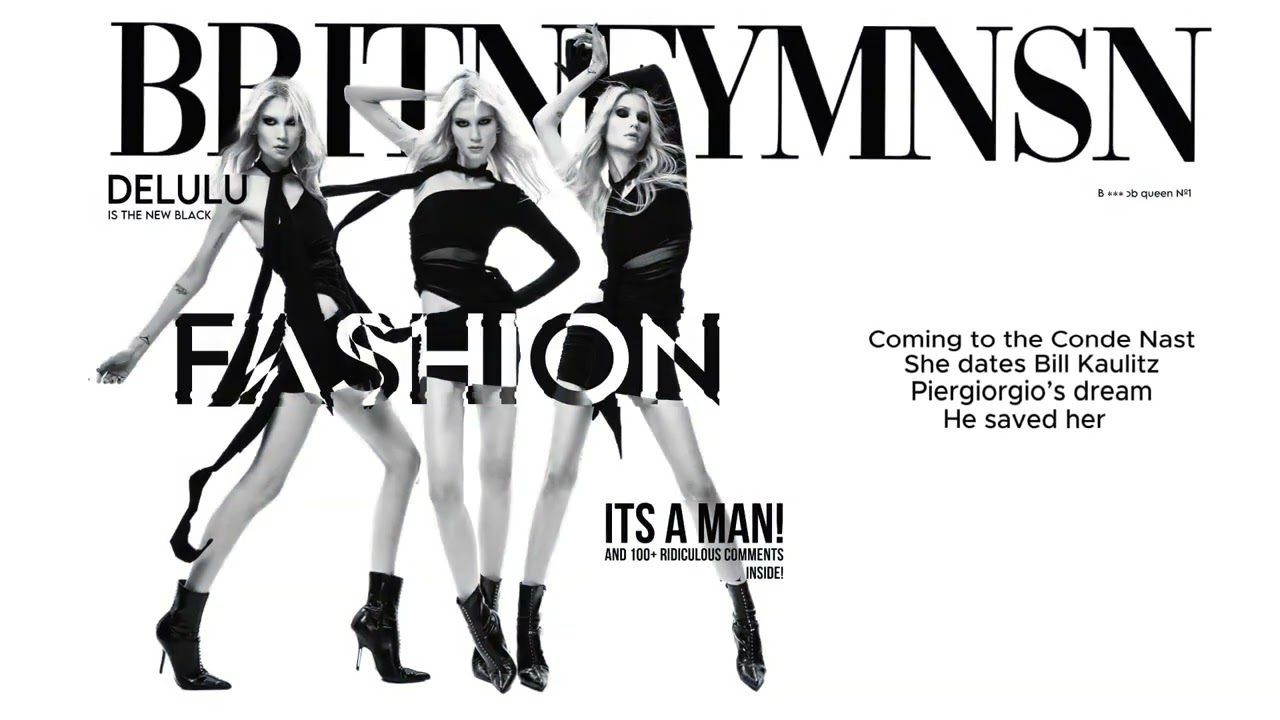 BRITNEYMNSN
DELULU
IS THE NEW BLACK
B *** ob queen Nº1
FASHION
Coming to the Conde Nast
She dates Bill Kaulitz
Piergiorgio's dream
He saved her
ITS A MAN!
AND 100+ RIDICULOUS COMMENTS
INSIDE!